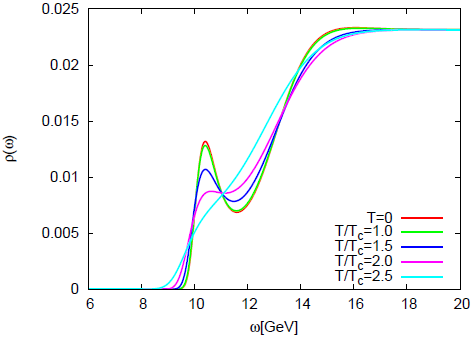 0.025
0.02
0.015
0.01
0.005
0
ρ(ω)
T=0
T/Tc=1.0
T/Tc=1.5
T/Tc=2.0
T/Tc=2.5
6 8 10 12 14 16 18 20
ω[GeV]